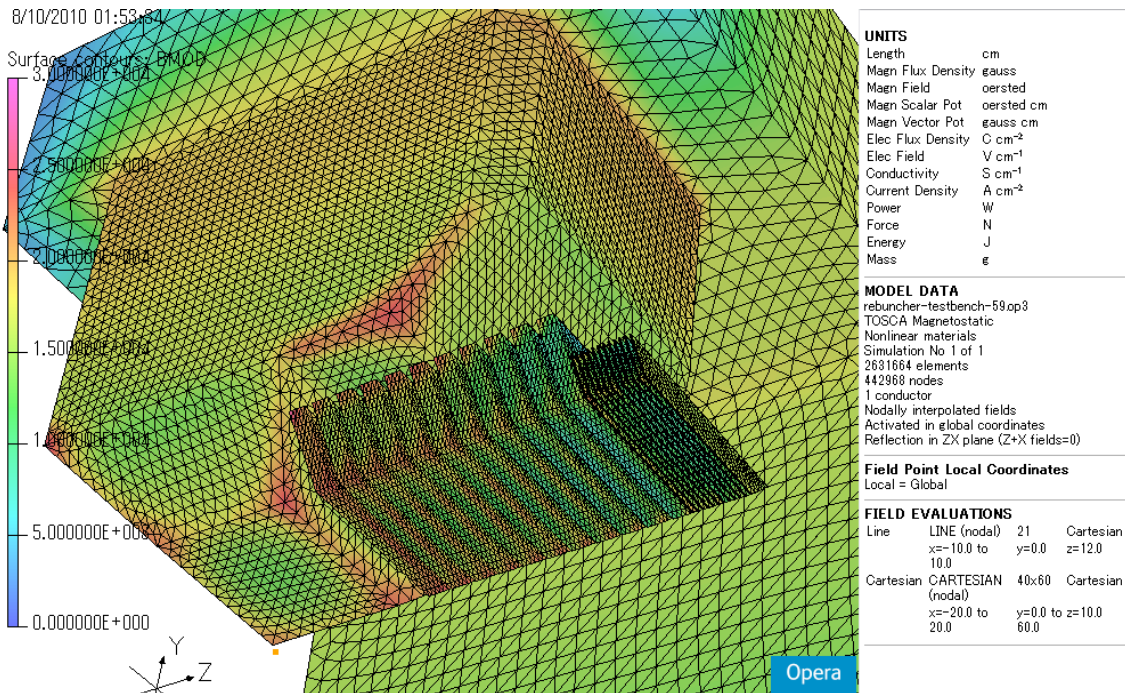 8/10/2010 01:53:34
Surface contours: BMOD
3.000000E+004
2.500000E+004
2.000000E+004
1.500000E+004
1.000000E+004
5.000000E+003
0.000000E+000
Y
Z
Opera
UNITS
Length cm
Magn Flux Density gauss
Magn Field oersted
Magn Scalar Pot oersted cm
Magn Vector Pot gauss cm
Elec Flux Density C cm⁻²
Elec Field V cm⁻¹
Conductivity S cm⁻¹
Current Density A cm⁻²
Power W
Force N
Energy J
Mass g
MODEL DATA
rebuncher-testbench-59.op3
TOSCA Magnetostatic
Nonlinear materials
Simulation No 1 of 1
2631664 elements
442968 nodes
1 conductor
Nodally interpolated fields
Activated in global coordinates
Reflection in ZX plane (Z+X fields=0)
Field Point Local Coordinates
Local = Global
FIELD EVALUATIONS
Line LINE (nodal) 21 Cartesian
x=-10.0 to y=0.0 z=12.0
10.0
Cartesian CARTESIAN 40x60 Cartesian
(nodal)
x=-20.0 to y=0.0 to z=10.0
20.0 60.0